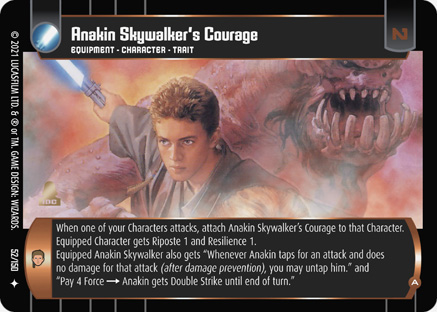 Anakin Skywalker's Courage
EQUIPMENT - CHARACTER - TRAIT
N
© 2021 LUCASFILM LTD. & ® or TM. GAME DESIGN: WIZARDS.
52/150
When one of your Characters attacks, attach Anakin Skywalker's Courage to that Character.
Equipped Character gets Riposte 1 and Resilience 1.
Equipped Anakin Skywalker also gets "Whenever Anakin taps for an attack and does
no damage for that attack (after damage prevention), you may untap him." and
"Pay 4 Force → Anakin gets Double Strike until end of turn."
A